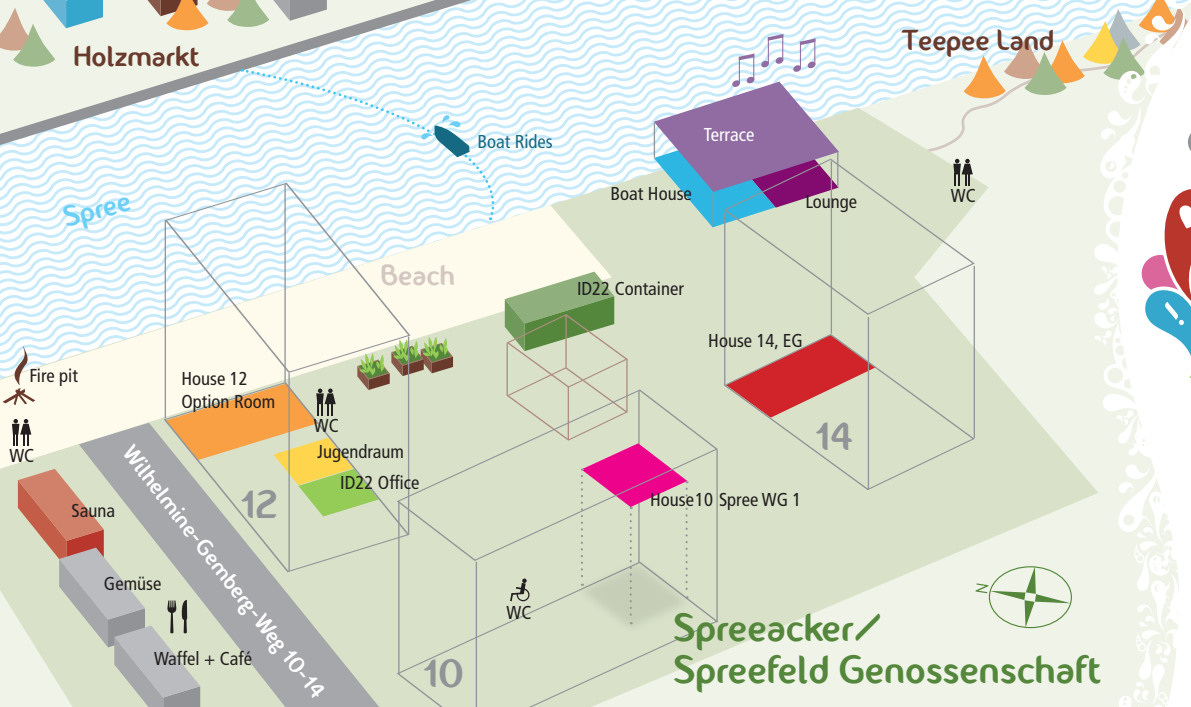 Holzmarkt
Teepee Land
Terrace
Boat Rides
WC
Boat House
Lounge
Spree
Beach
ID22 Container
House 14, EG
Fire pit
House 12
Option Room
WC
WC
14
Jugendraum
ID22 Office
12
House10 Spree WG 1
Sauna
Wilhelmine-Gemberg-Weg 10-14
Gemüse
N
WC
Waffel + Café
10
Spreeacker/
Spreefeld Genossenschaft